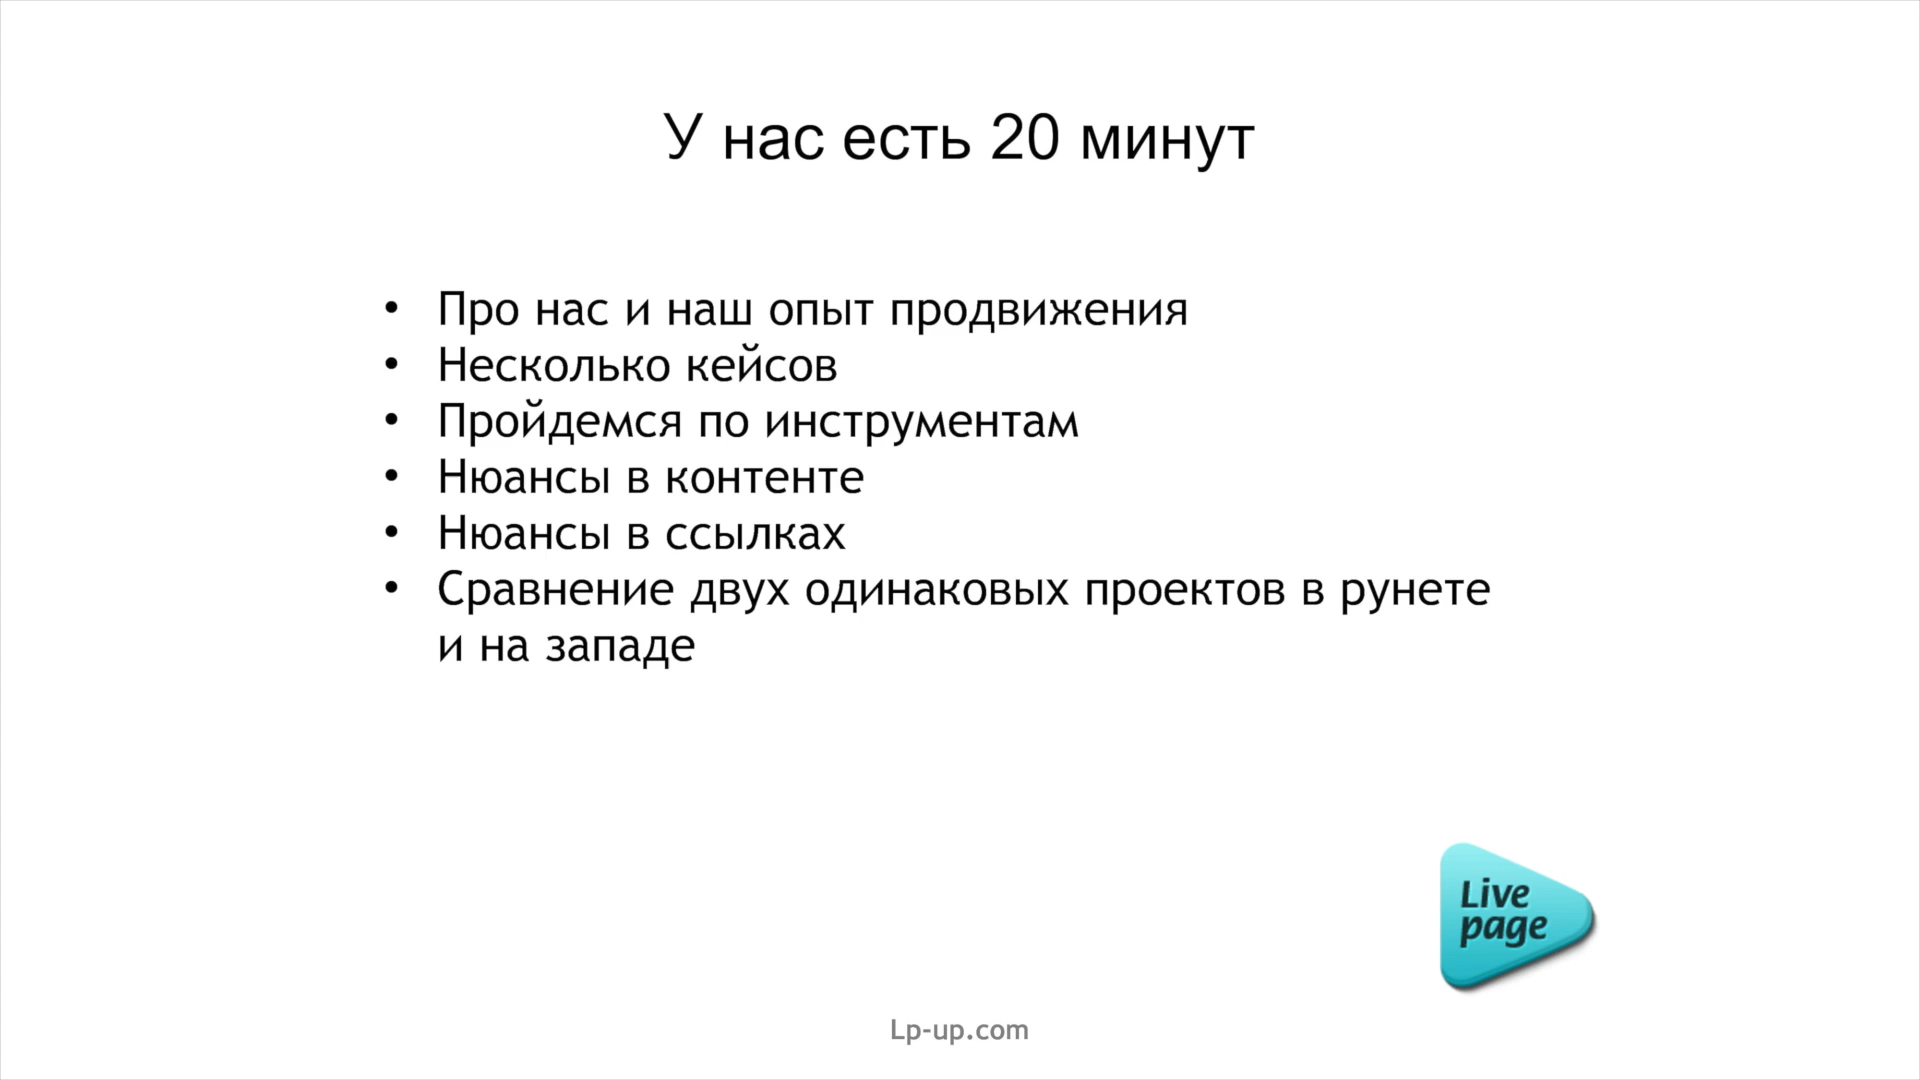 У нас есть 20 минут
• Про нас и наш опыт продвижения
• Несколько кейсов
• Пройдемся по инструментам
• Нюансы в контенте
• Нюансы в ссылках
• Сравнение двух одинаковых проектов в рунете
и на западе
Live
page
Lp-up.com